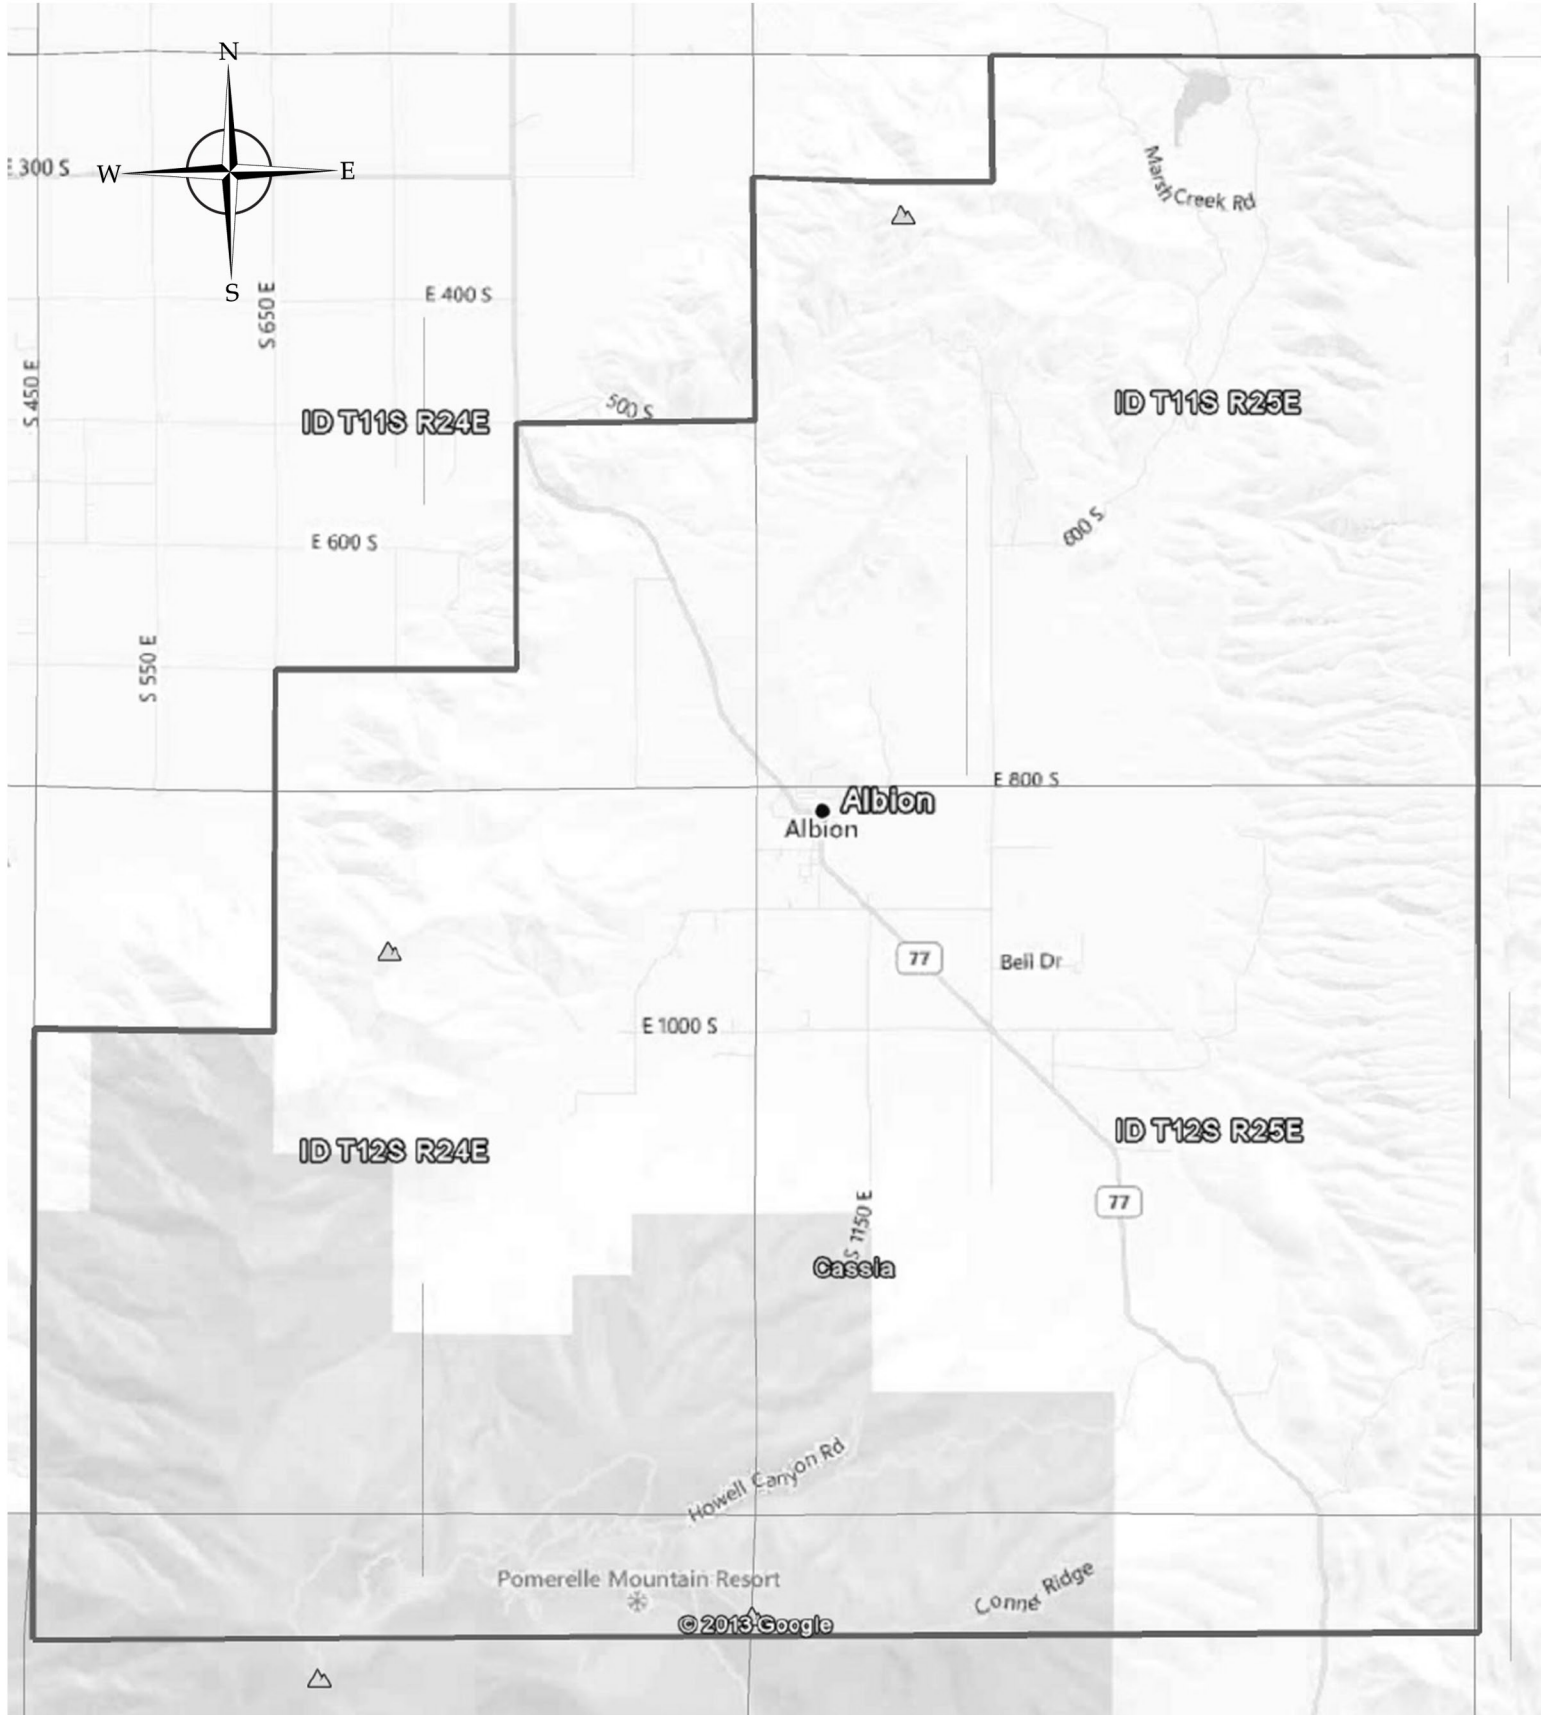 N
W
E
S
E 300 S
Marsh Creek Rd
S 650 E
E 400 S
S 450 E
500 S
ID T11S R24E
ID T11S R25E
600 S
E 600 S
S 550 E
E 800 S
Albion
Albion
77
Bell Dr
E 1000 S
ID T12S R24E
ID T12S R25E
77
S 1150 E
Cassia
Howell Canyon Rd
Pomerelle Mountain Resort
Conner Ridge
© 2013 Google